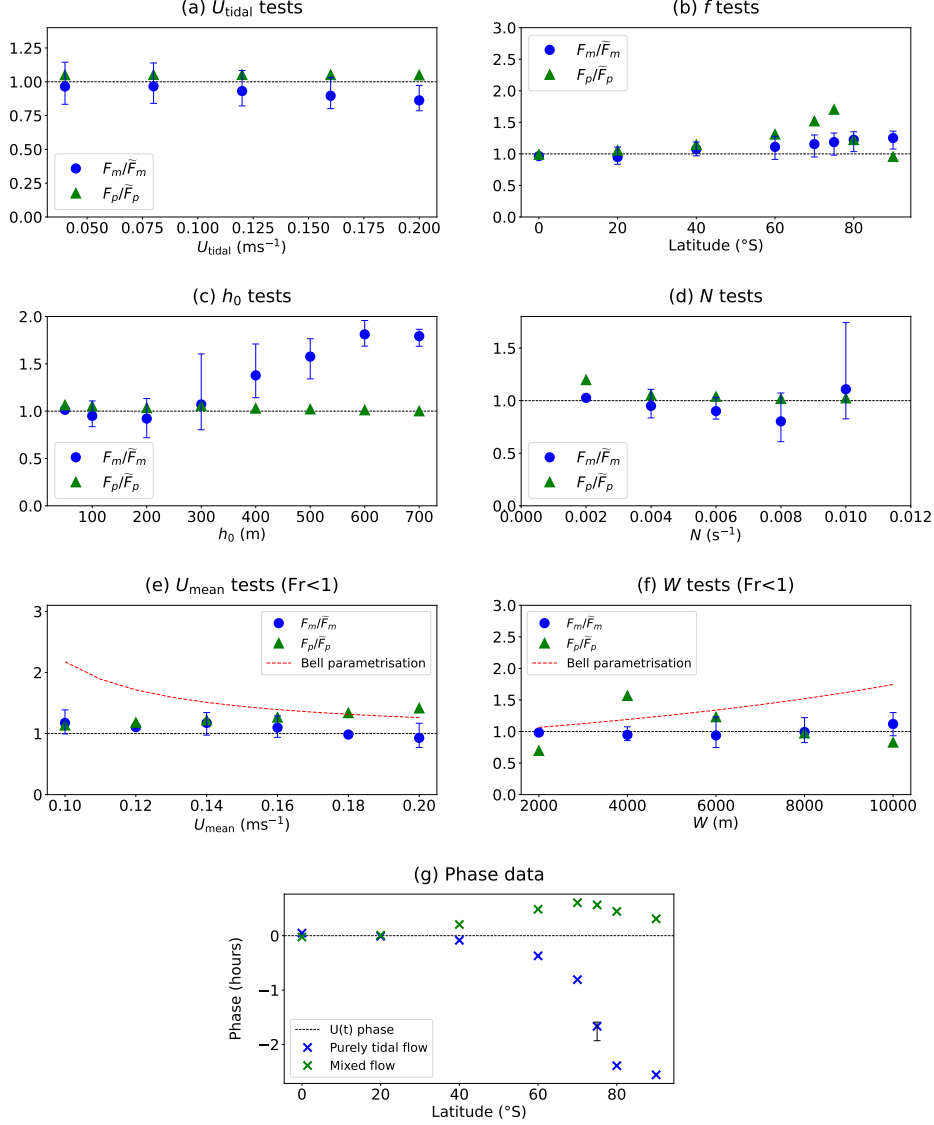 (a) U_tidal tests
1.25
1.00
0.75
0.50
0.25
0.00
F_m/F̃_m
F_p/F̃_p
0.050 0.075 0.100 0.125 0.150 0.175 0.200
U_tidal (ms⁻¹)
(b) f tests
3.0
2.5
2.0
1.5
1.0
0.5
0.0
F_m/F̃_m
F_p/F̃_p
0 20 40 60 80
Latitude (°S)
(c) h₀ tests
2.0
1.5
1.0
0.5
0.0
F_m/F̃_m
F_p/F̃_p
100 200 300 400 500 600 700
h₀ (m)
(d) N tests
1.5
1.0
0.5
0.0
F_m/F̃_m
F_p/F̃_p
0.000 0.002 0.004 0.006 0.008 0.010 0.012
N (s⁻¹)
(e) U_mean tests (Fr<1)
3
2
1
0
F_m/F̃_m
F_p/F̃_p
Bell parametrisation
0.10 0.12 0.14 0.16 0.18 0.20
U_mean (ms⁻¹)
(f) W tests (Fr<1)
3.0
2.5
2.0
1.5
1.0
0.5
0.0
F_m/F̃_m
F_p/F̃_p
Bell parametrisation
2000 4000 6000 8000 10000
W (m)
(g) Phase data
Phase (hours)
0
−1
−2
U(t) phase
Purely tidal flow
Mixed flow
0 20 40 60 80
Latitude (°S)